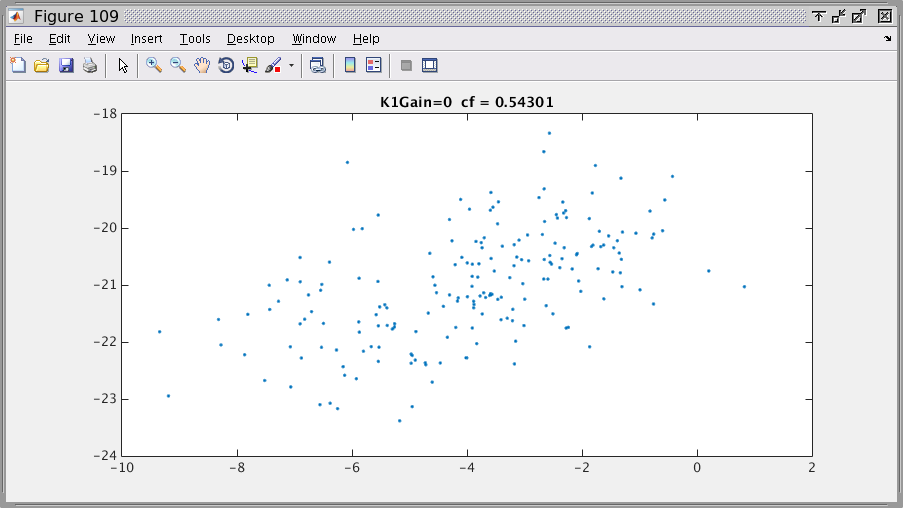 Figure 109
File Edit View Insert Tools Desktop Window Help
K1Gain=0 cf = 0.54301
-18
-19
-20
-21
-22
-23
-24
-10 -8 -6 -4 -2 0 2